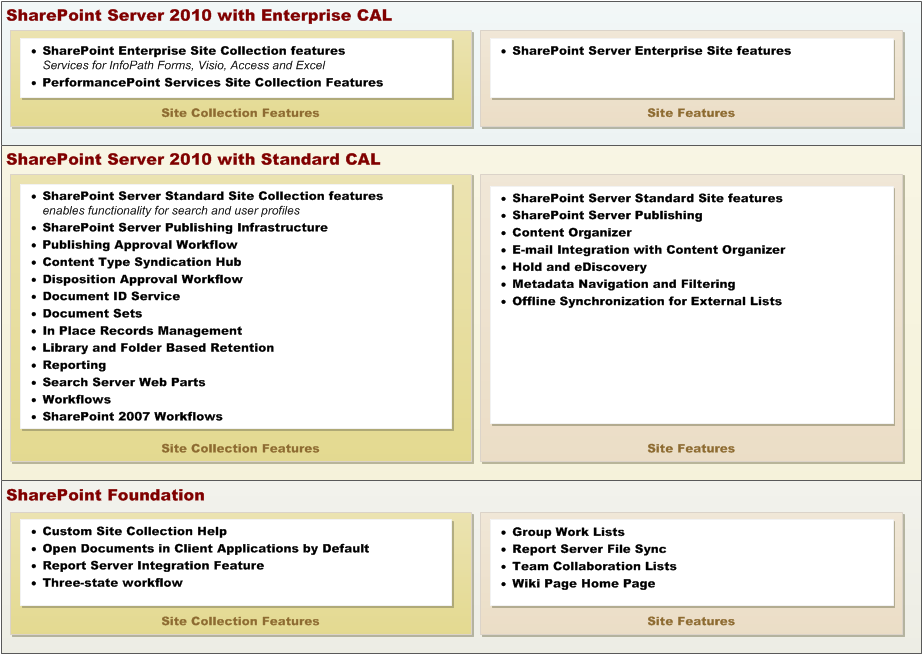 SharePoint Server 2010 with Enterprise CAL
• SharePoint Enterprise Site Collection features
Services for InfoPath Forms, Visio, Access and Excel
• PerformancePoint Services Site Collection Features
Site Collection Features
• SharePoint Server Enterprise Site features
Site Features
SharePoint Server 2010 with Standard CAL
• SharePoint Server Standard Site Collection features
enables functionality for search and user profiles
• SharePoint Server Publishing Infrastructure
• Publishing Approval Workflow
• Content Type Syndication Hub
• Disposition Approval Workflow
• Document ID Service
• Document Sets
• In Place Records Management
• Library and Folder Based Retention
• Reporting
• Search Server Web Parts
• Workflows
• SharePoint 2007 Workflows
Site Collection Features
• SharePoint Server Standard Site features
• SharePoint Server Publishing
• Content Organizer
• E-mail Integration with Content Organizer
• Hold and eDiscovery
• Metadata Navigation and Filtering
• Offline Synchronization for External Lists
Site Features
SharePoint Foundation
• Custom Site Collection Help
• Open Documents in Client Applications by Default
• Report Server Integration Feature
• Three-state workflow
Site Collection Features
• Group Work Lists
• Report Server File Sync
• Team Collaboration Lists
• Wiki Page Home Page
Site Features